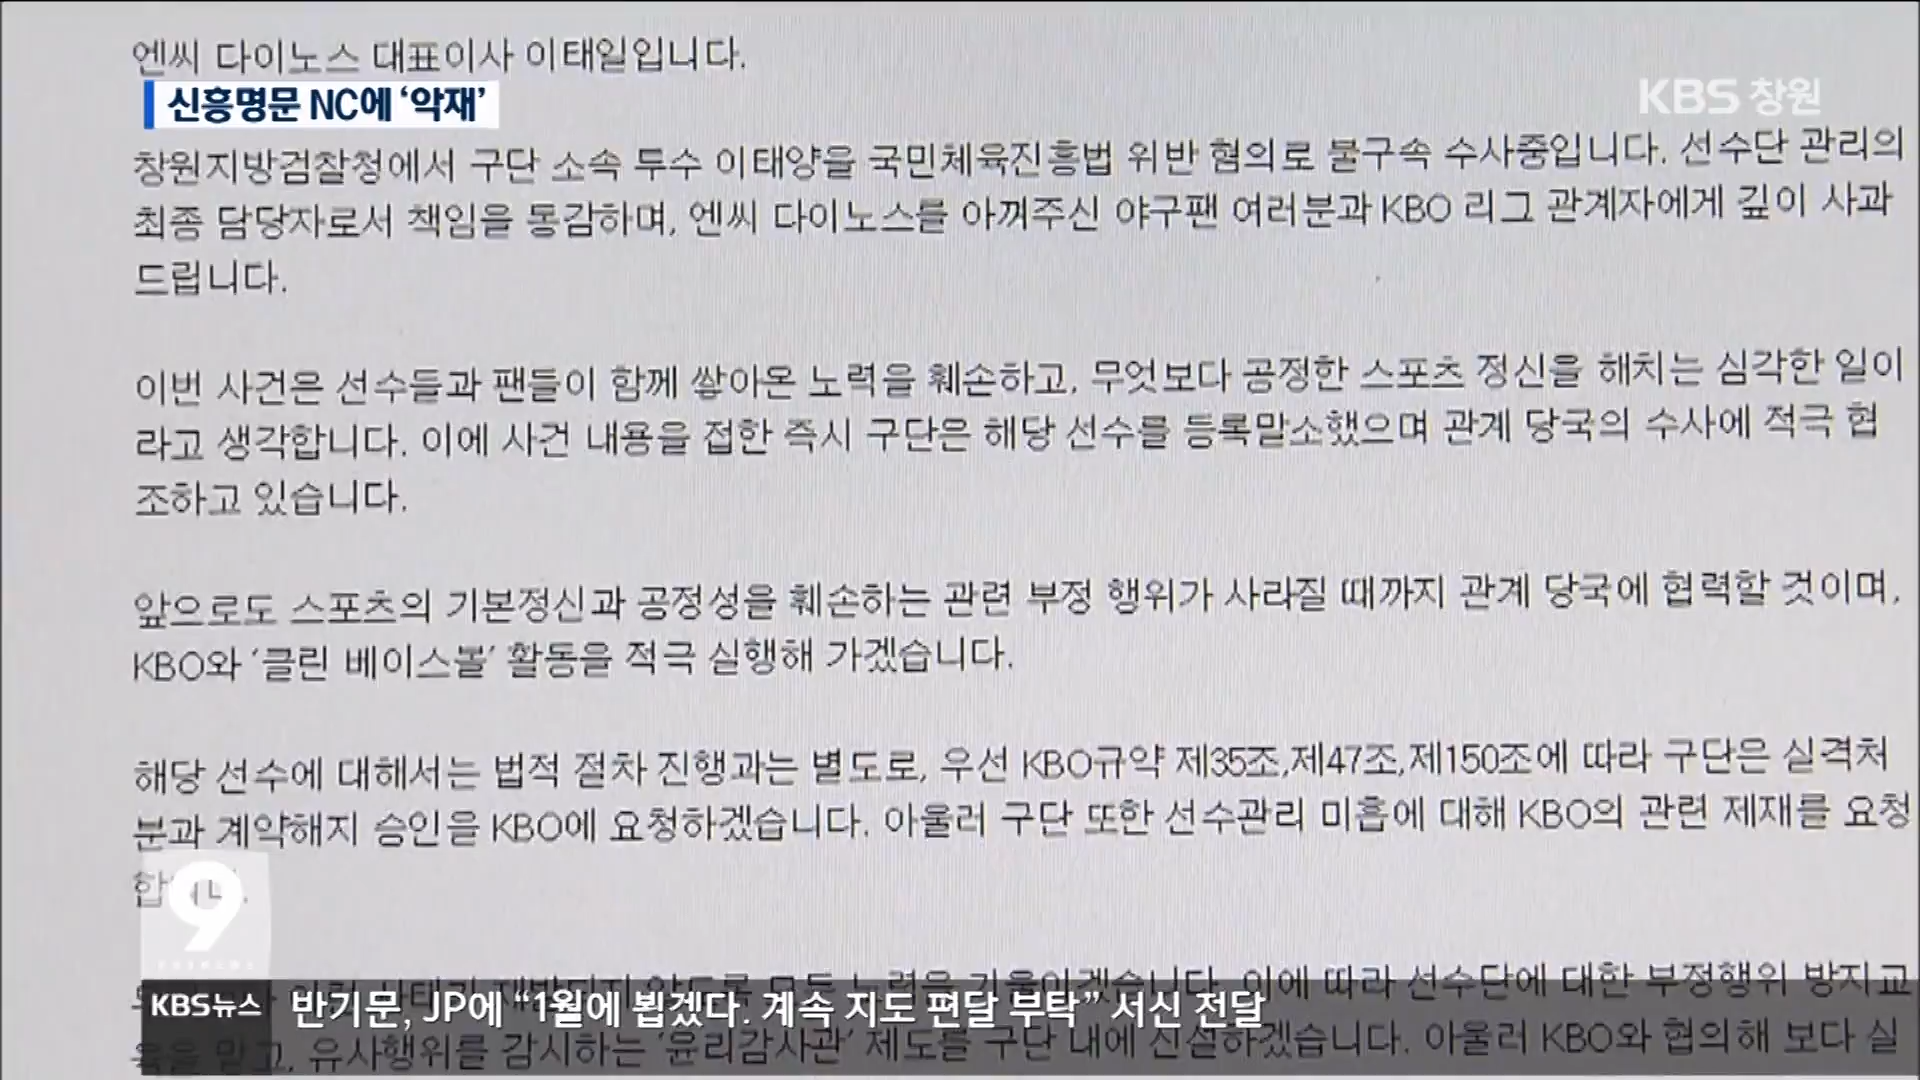 엔씨 다이노스 대표이사 이태일입니다.
신흥명문 NC에 ‘악재’
KBS 창원
창원지방검찰청에서 구단 소속 투수 이태양을 국민체육진흥법 위반 혐의로 불구속 수사중입니다. 선수단 관리의
최종 담당자로서 책임을 통감하며, 엔씨 다이노스를 아껴주신 야구팬 여러분과 KBO 리그 관계자에게 깊이 사과
드립니다.
이번 사건은 선수들과 팬들이 함께 쌓아온 노력을 훼손하고, 무엇보다 공정한 스포츠 정신을 해치는 심각한 일이
라고 생각합니다. 이에 사건 내용을 접한 즉시 구단은 해당 선수를 등록말소했으며 관계 당국의 수사에 적극 협
조하고 있습니다.
앞으로도 스포츠의 기본정신과 공정성을 훼손하는 관련 부정 행위가 사라질 때까지 관계 당국에 협력할 것이며,
KBO와 ‘클린 베이스볼’ 활동을 적극 실행해 가겠습니다.
해당 선수에 대해서는 법적 절차 진행과는 별도로, 우선 KBO규약 제35조,제47조,제150조에 따라 구단은 실격처
분과 계약해지 승인을 KBO에 요청하겠습니다. 아울러 구단 또한 선수관리 미흡에 대해 KBO의 관련 제재를 요청
합니다.
9
이에 따라 선수단에 대한 부정행위 방지교
KBS뉴스 반기문, JP에 “1월에 뵙겠다. 계속 지도 편달 부탁” 서신 전달
육을 맡고, 유사행위를 감시하는 ‘윤리감사관’ 제도를 구단 내에 신설하겠습니다. 아울러 KBO와 협의해 보다 실